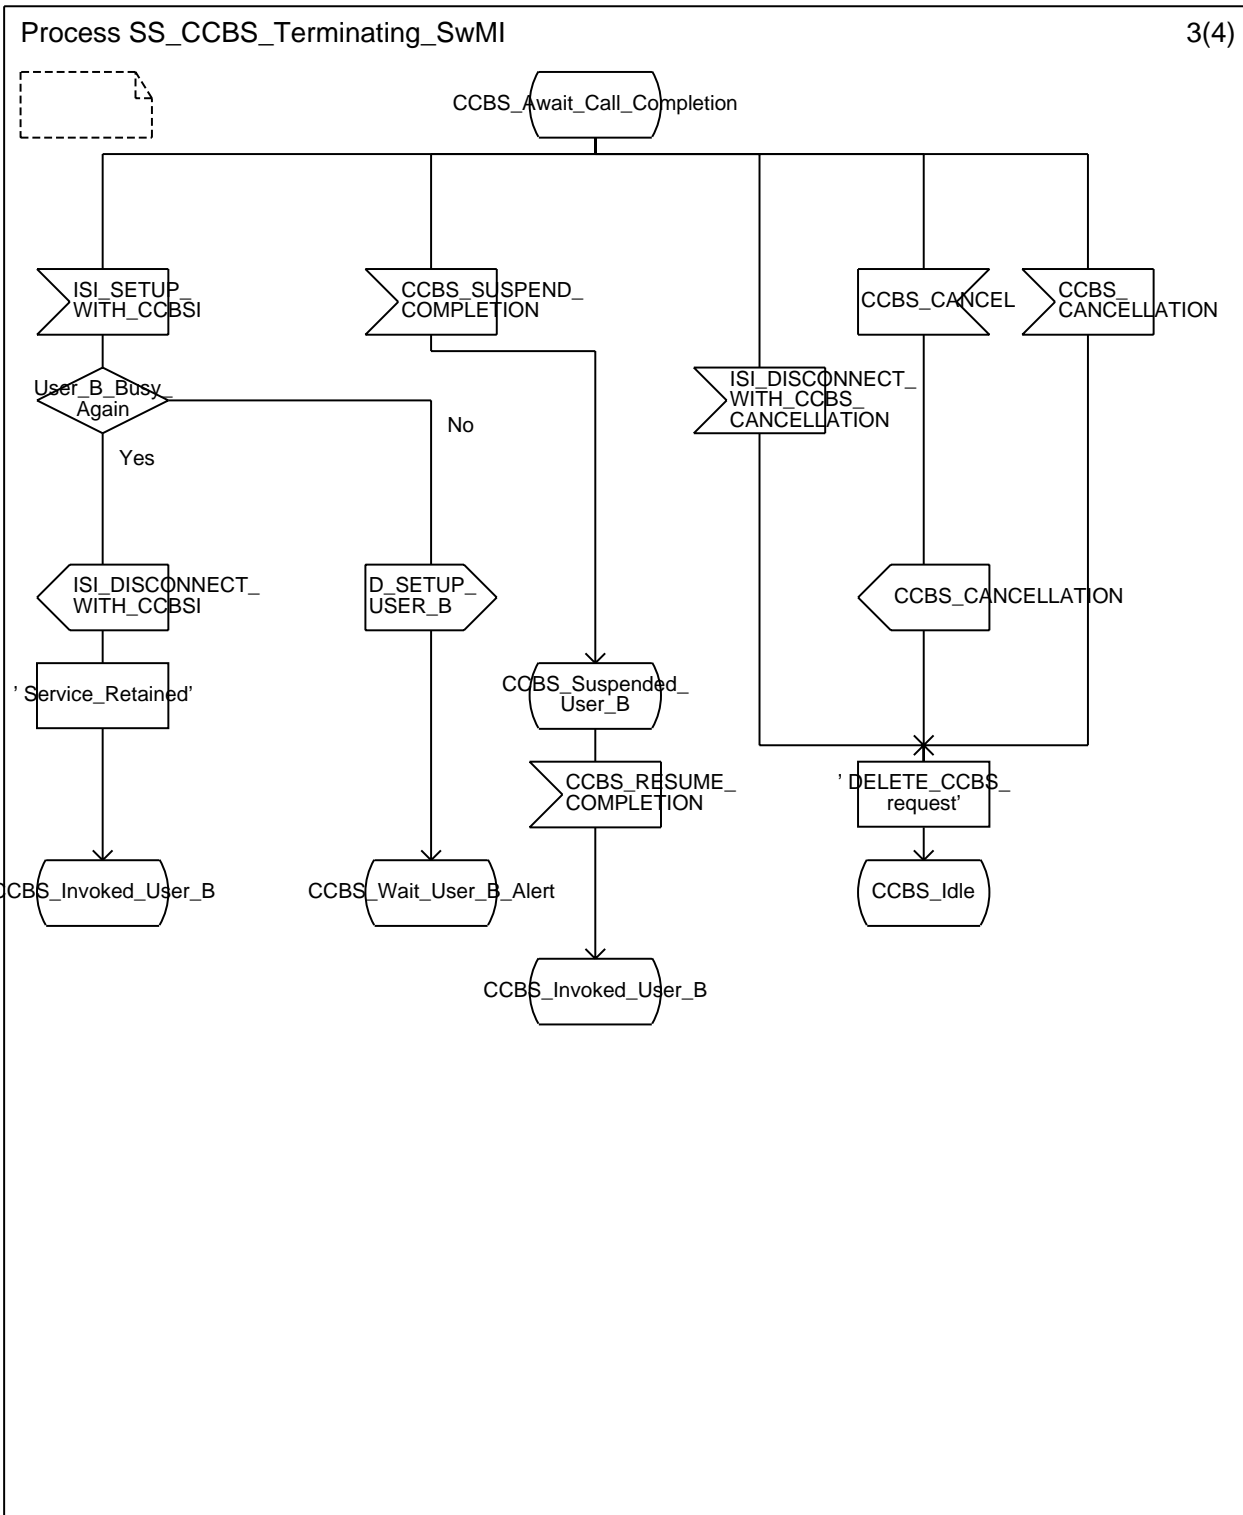 Process SS_CCBS_Terminating_SwMI
3(4)
CCBS_Await_Call_Completion
ISI_SETUP_
WITH_CCBSI
CCBS_SUSPEND_
COMPLETION
CCBS_CANCEL
CCBS_
CANCELLATION
User_B_Busy_
Again
ISI_DISCONNECT_
WITH_CCBS_
CANCELLATION
No
Yes
ISI_DISCONNECT_
WITH_CCBSI
D_SETUP_
USER_B
CCBS_CANCELLATION
' Service_Retained'
CCBS_Suspended_
User_B
CCBS_RESUME_
COMPLETION
' DELETE_CCBS_
request'
CCBS_Invoked_User_B
CCBS_Wait_User_B_Alert
CCBS_Idle
CCBS_Invoked_User_B